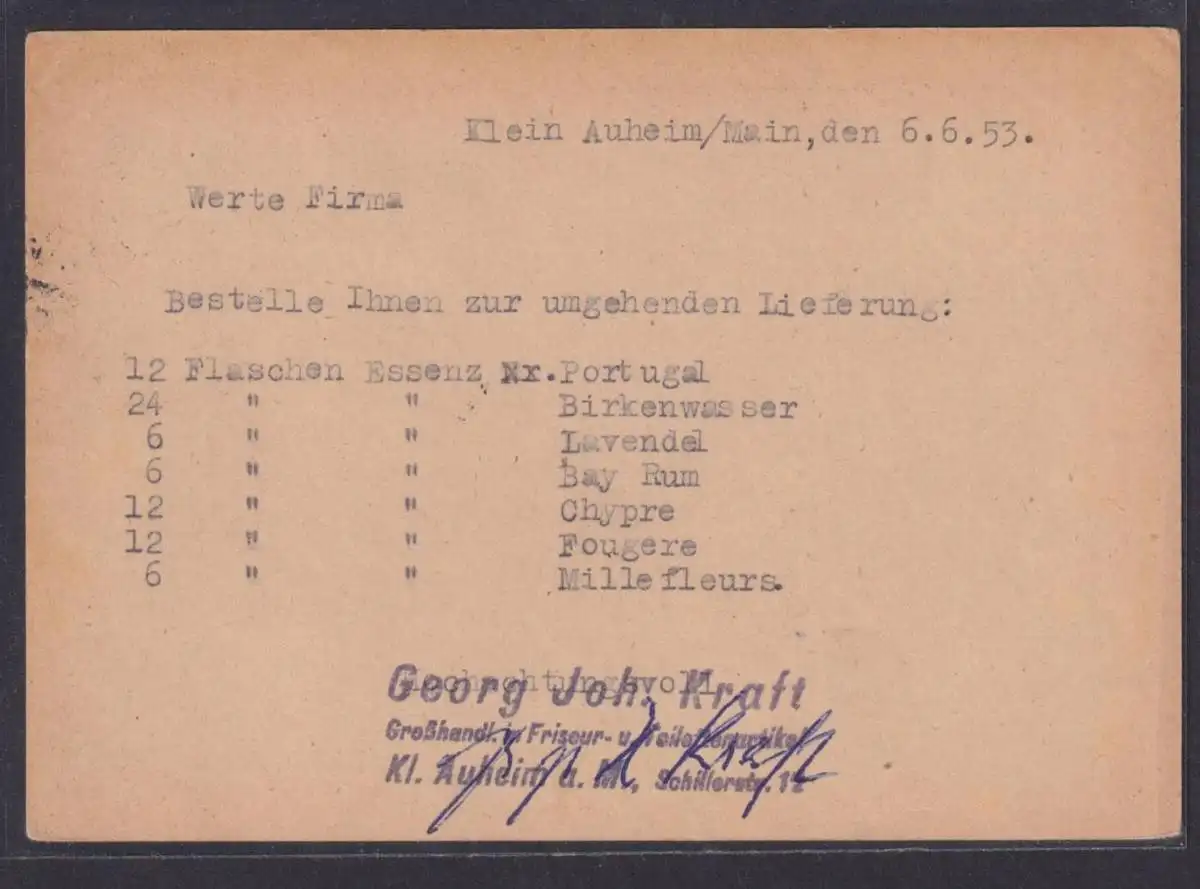 Klein Auheim/Main,den 6.6.53.
Werte Firma
Bestelle Ihnen zur umgehenden Lieferung:
12 Flaschen Essenz Nr.Portugal
24 " " Birkenwasser
6 " " Lavendel
6 " " Bay Rum
12 " " Chypre
12 " " Fougere
6 " " Millefleurs.
Hochachtungsvoll
Georg Joh. Kraft
Großhandl. in Friseur- u. Toilettenartikel
Kl. Auheim a. M., Schillerstr. 12
Kraft